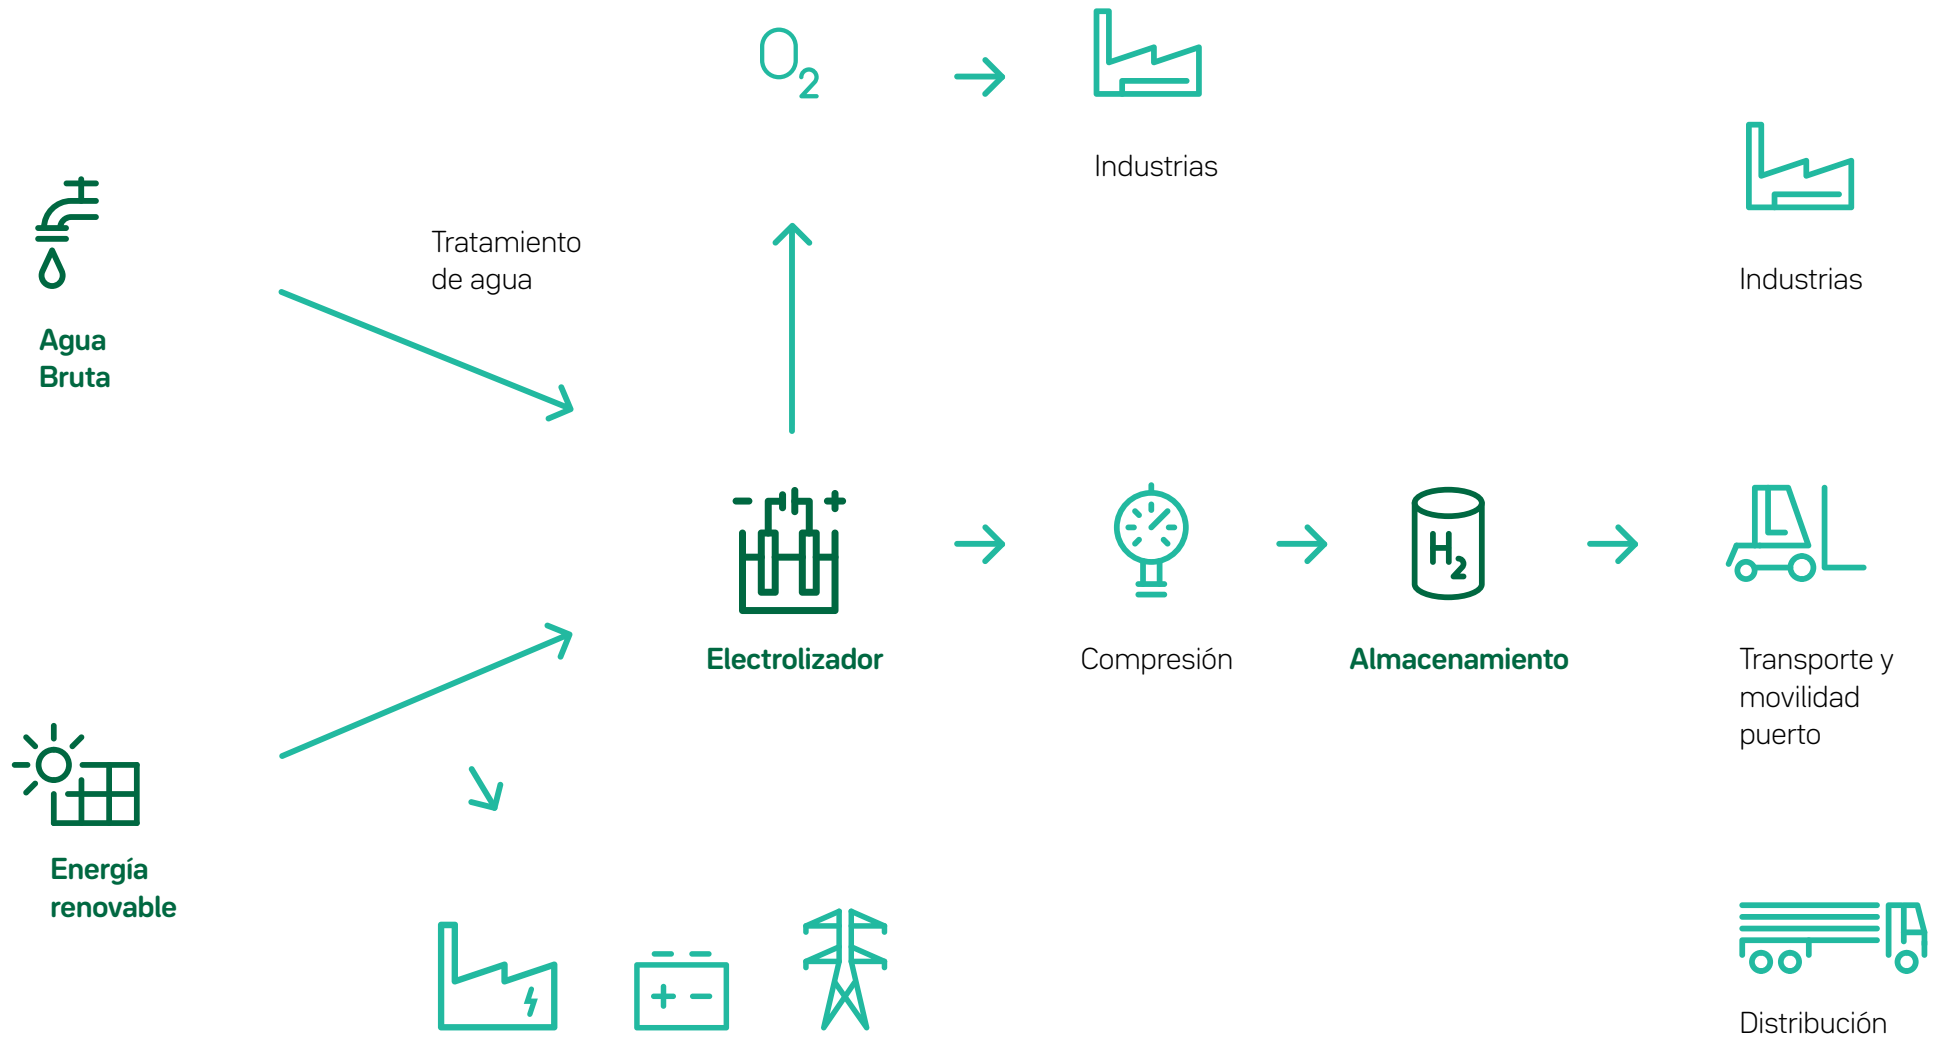 O2
Industrias
Industrias
Tratamiento
de agua
Agua
Bruta
- +
H2
Electrolizador
Compresión
Almacenamiento
Transporte y
movilidad
puerto
Energía
renovable
+ -
Distribución